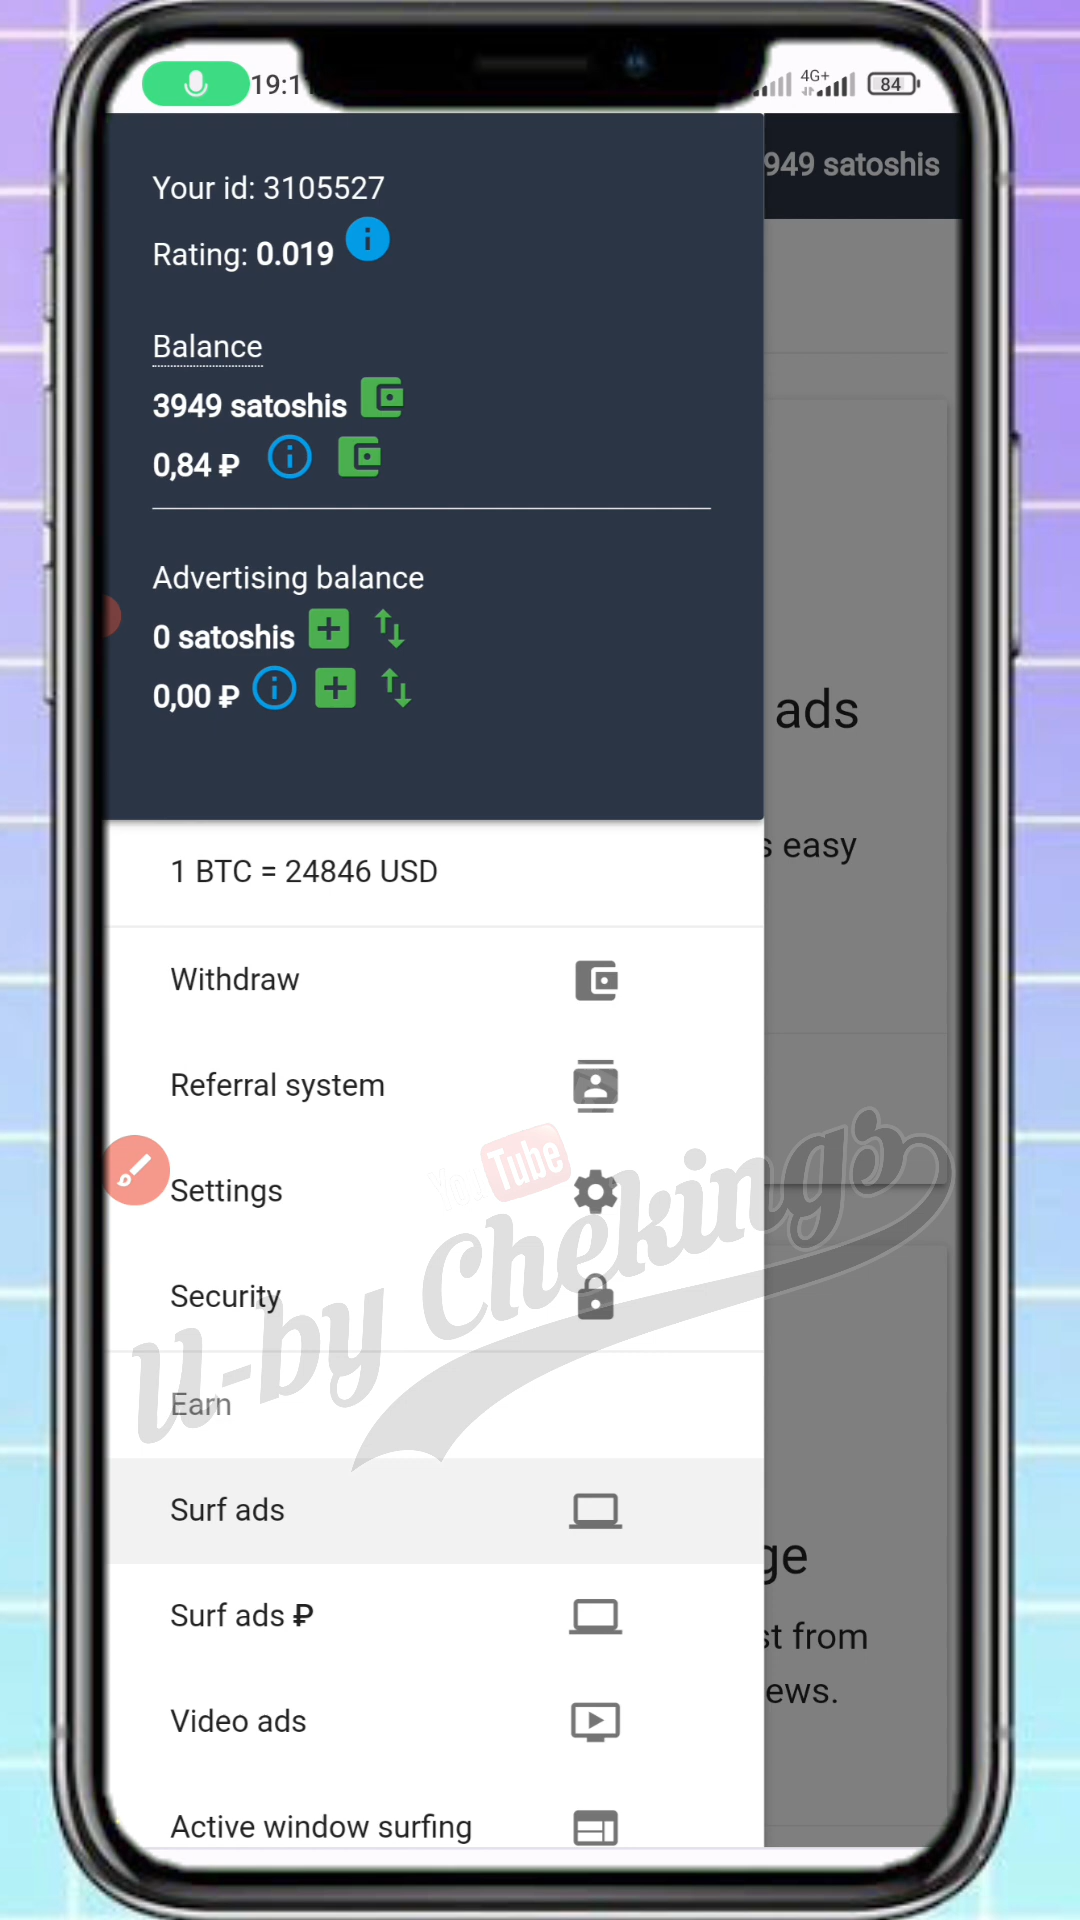 19:1
4G+
84
949 satoshis
Your id: 3105527
Rating: 0.019
Balance
3949 satoshis
0,84 ₽
Advertising balance
0 satoshis
0,00 ₽
ads
s easy
1 BTC = 24846 USD
Withdraw
Referral system
Settings
Security
You Tube
U-by Chekings
Earn
Surf ads
Surf ads ₽
ge
st from
ews.
Video ads
Active window surfing